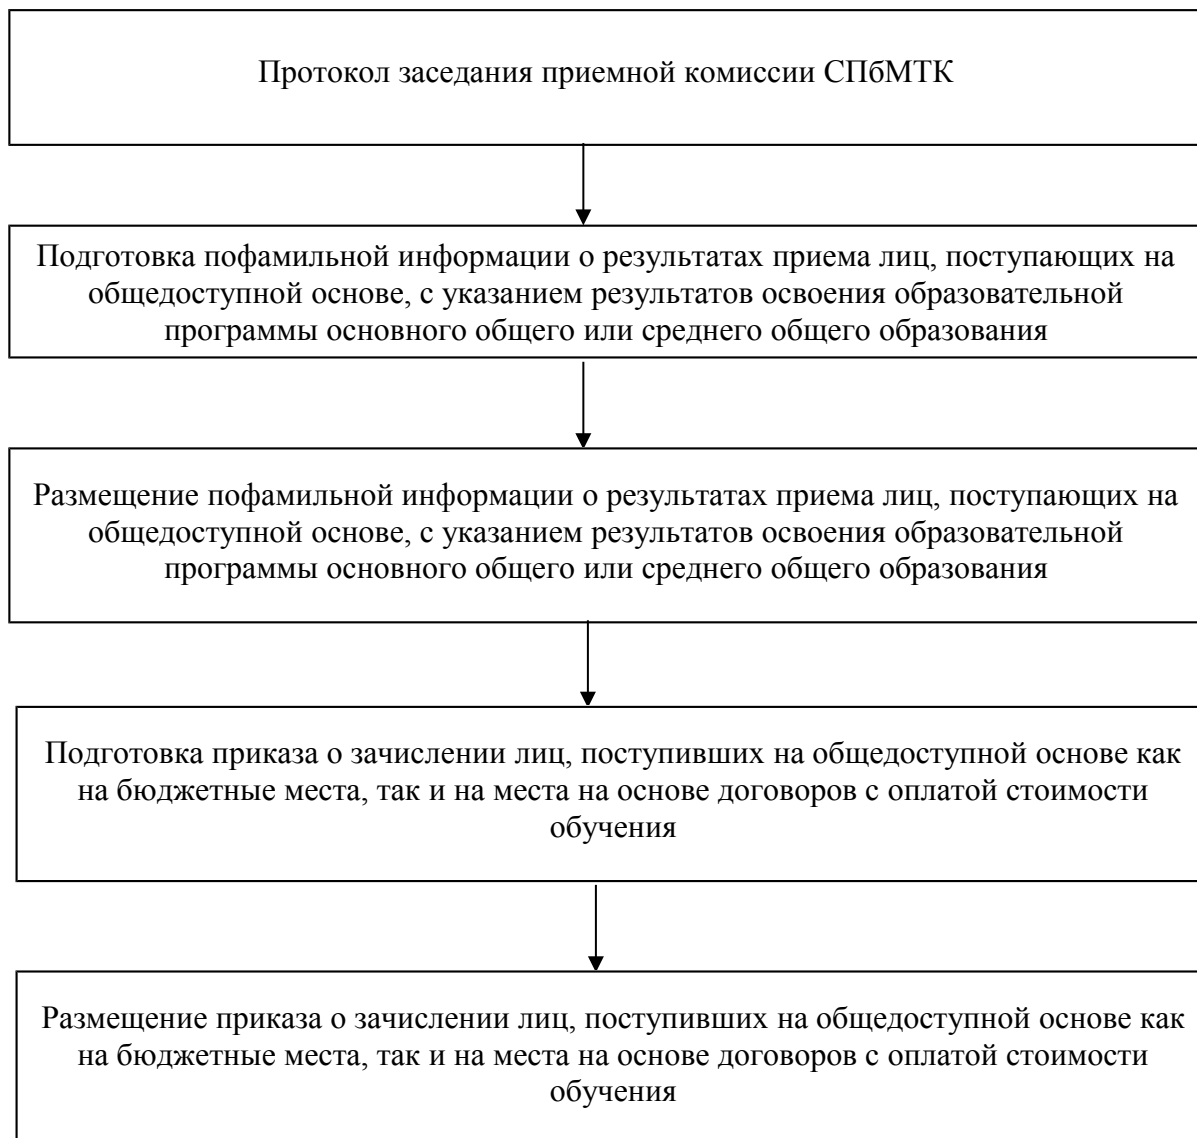 Протокол заседания приемной комиссии СПбМТК
Подготовка пофамильной информации о результатах приема лиц, поступающих на
общедоступной основе, с указанием результатов освоения образовательной
программы основного общего или среднего общего образования
Размещение пофамильной информации о результатах приема лиц, поступающих на
общедоступной основе, с указанием результатов освоения образовательной
программы основного общего или среднего общего образования
Подготовка приказа о зачислении лиц, поступивших на общедоступной основе как
на бюджетные места, так и на места на основе договоров с оплатой стоимости
обучения
Размещение приказа о зачислении лиц, поступивших на общедоступной основе как
на бюджетные места, так и на места на основе договоров с оплатой стоимости
обучения